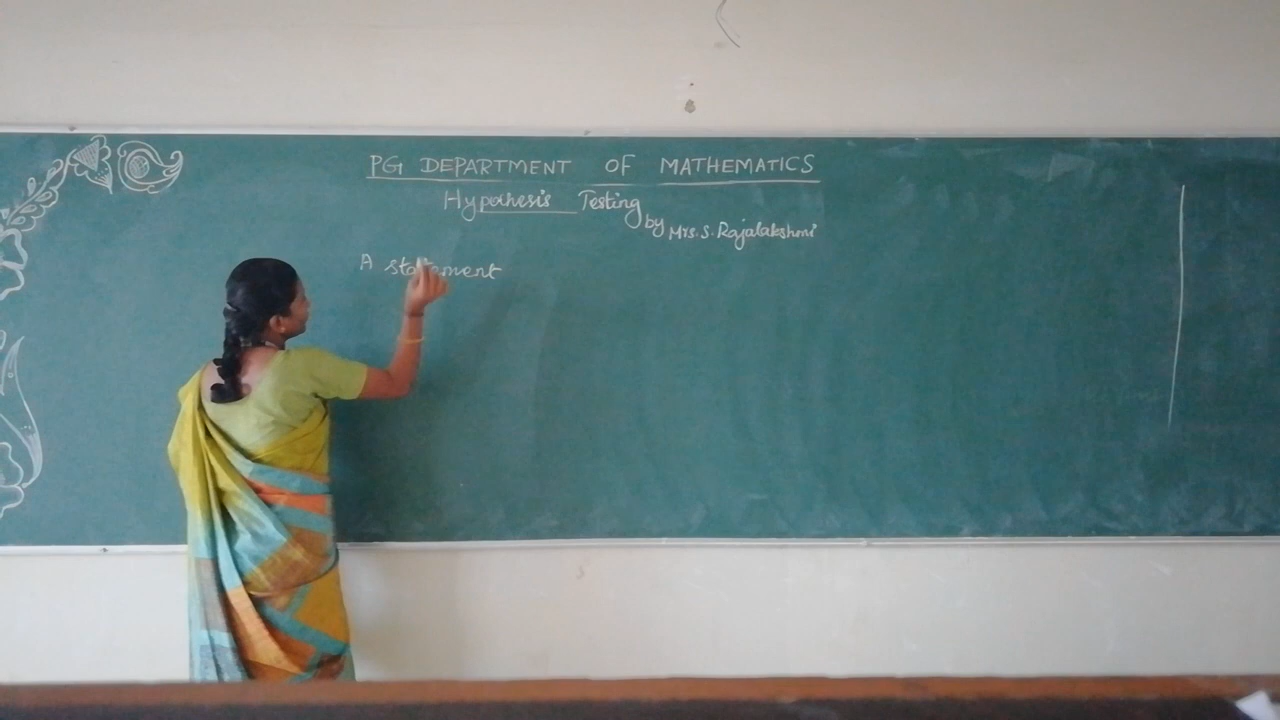 PG DEPARTMENT OF MATHEMATICS
Hypothesis Testing
by Mrs. S. Rajalakshmi
A statement